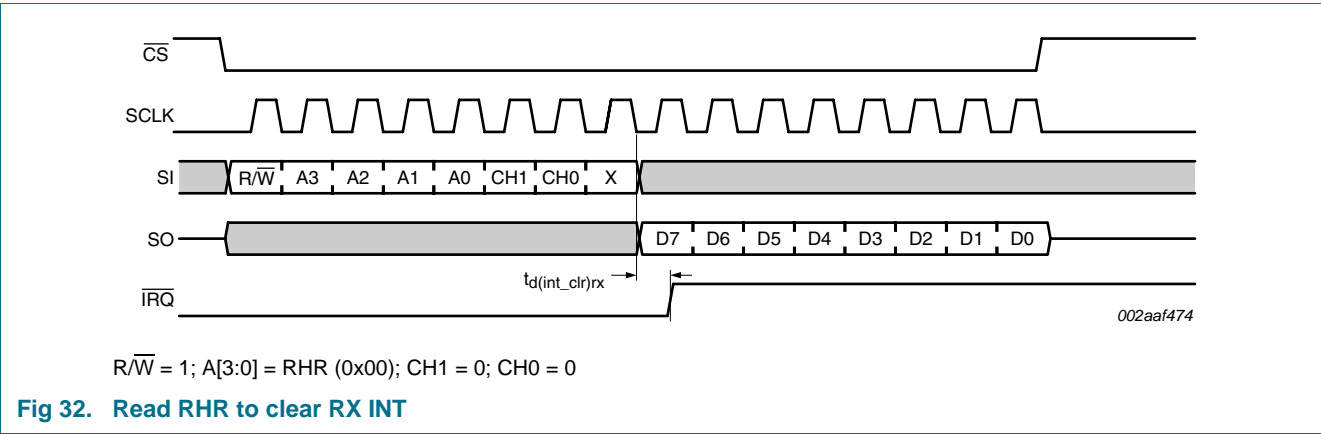 CS
SCLK
SI R/W A3 A2 A1 A0 CH1 CH0 X
SO D7 D6 D5 D4 D3 D2 D1 D0
td(int_clr)rx
IRQ
002aaf474
R/W = 1; A[3:0] = RHR (0x00); CH1 = 0; CH0 = 0
Fig 32. Read RHR to clear RX INT